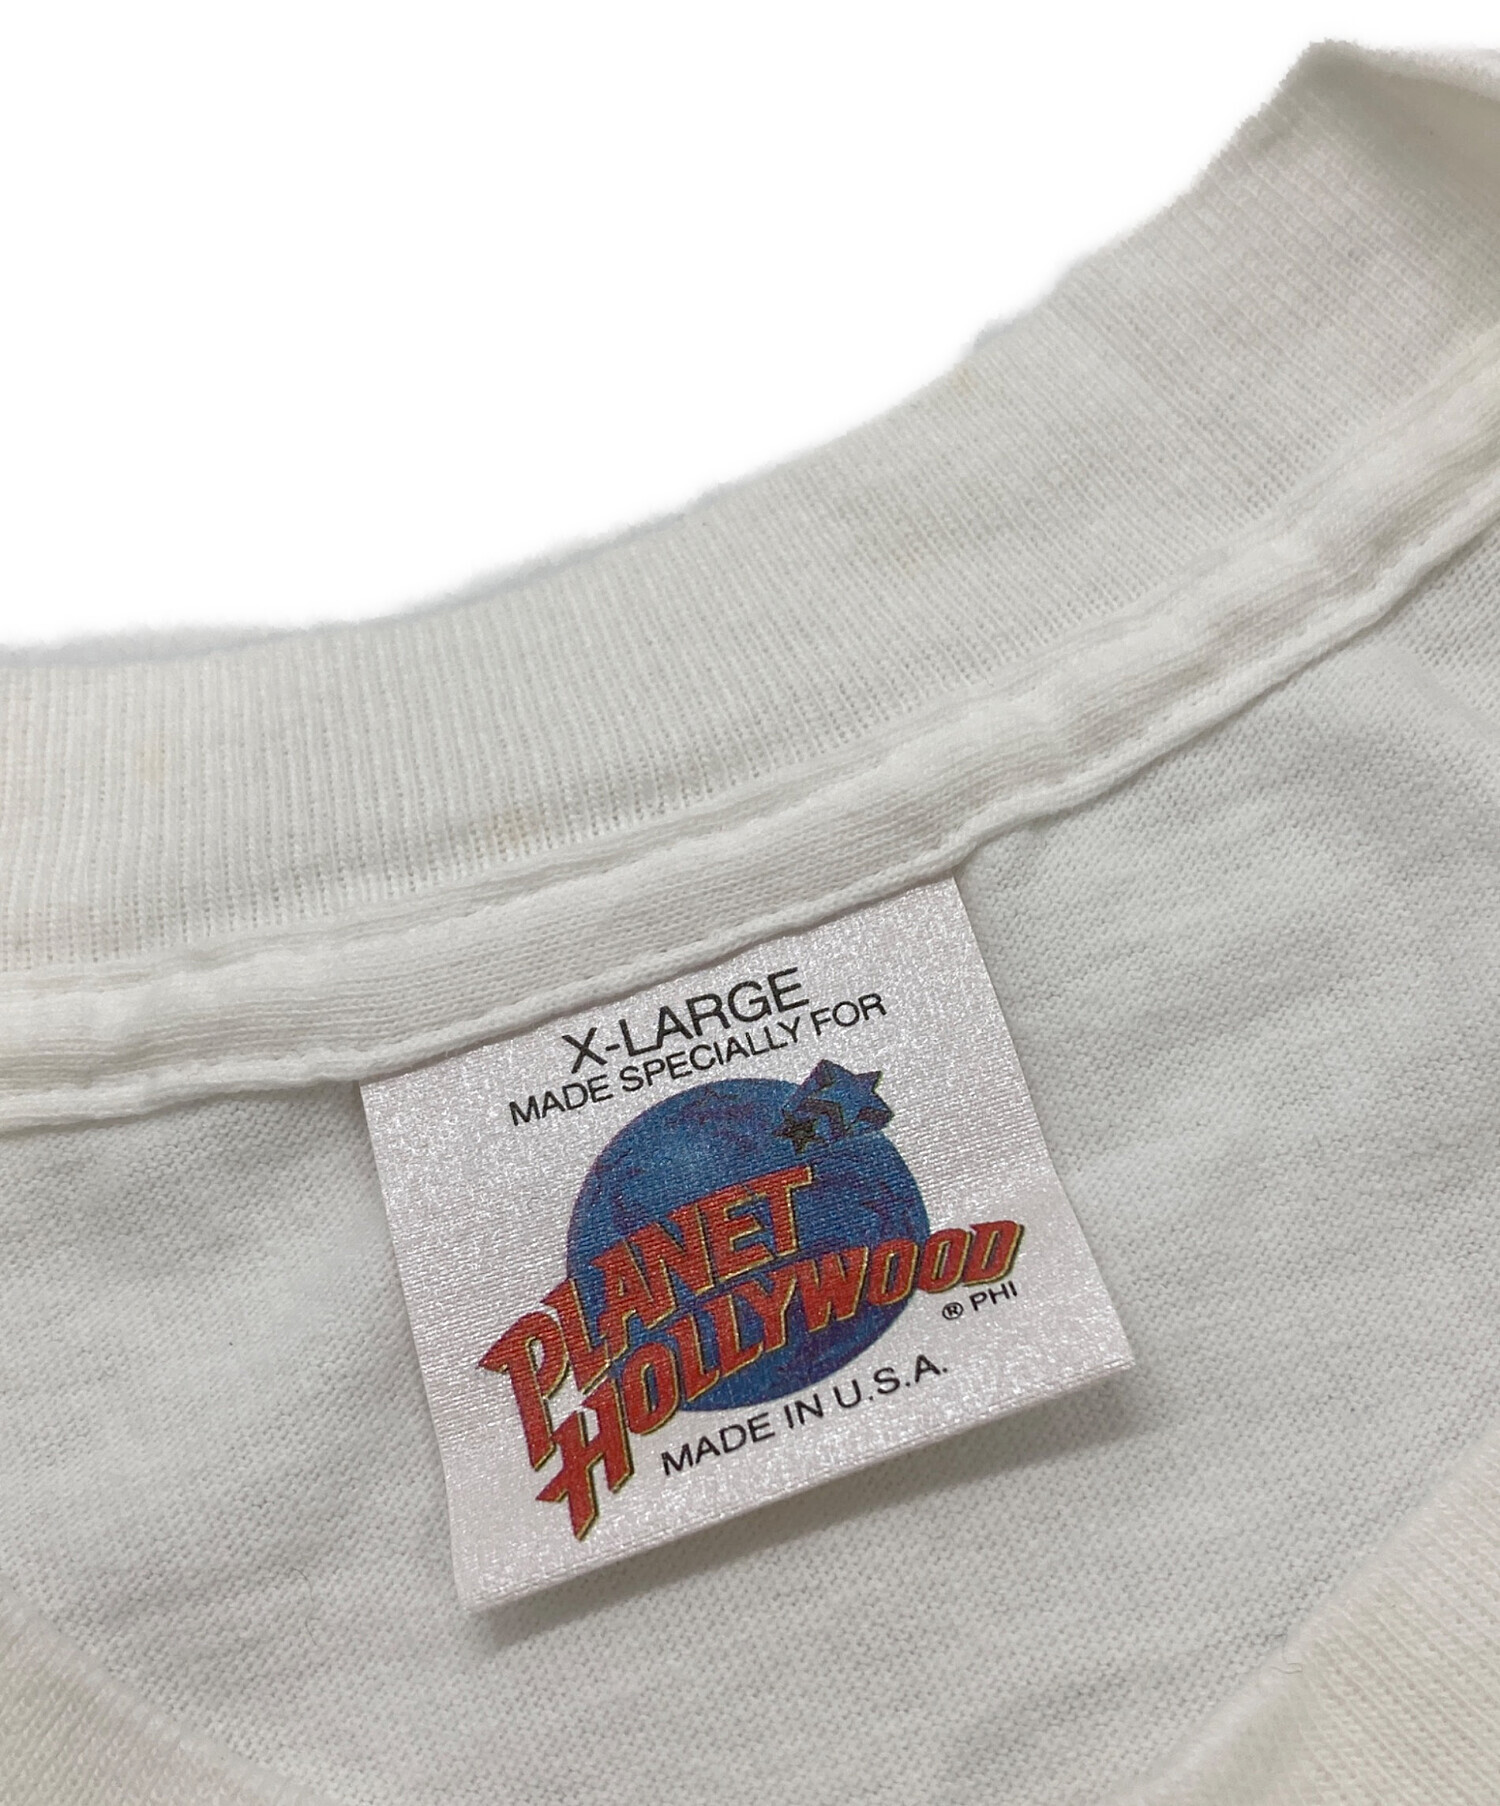 X-LARGE
MADE SPECIALLY FOR
PLANET
HOLLYWOOD
® PHI
MADE IN U.S.A.